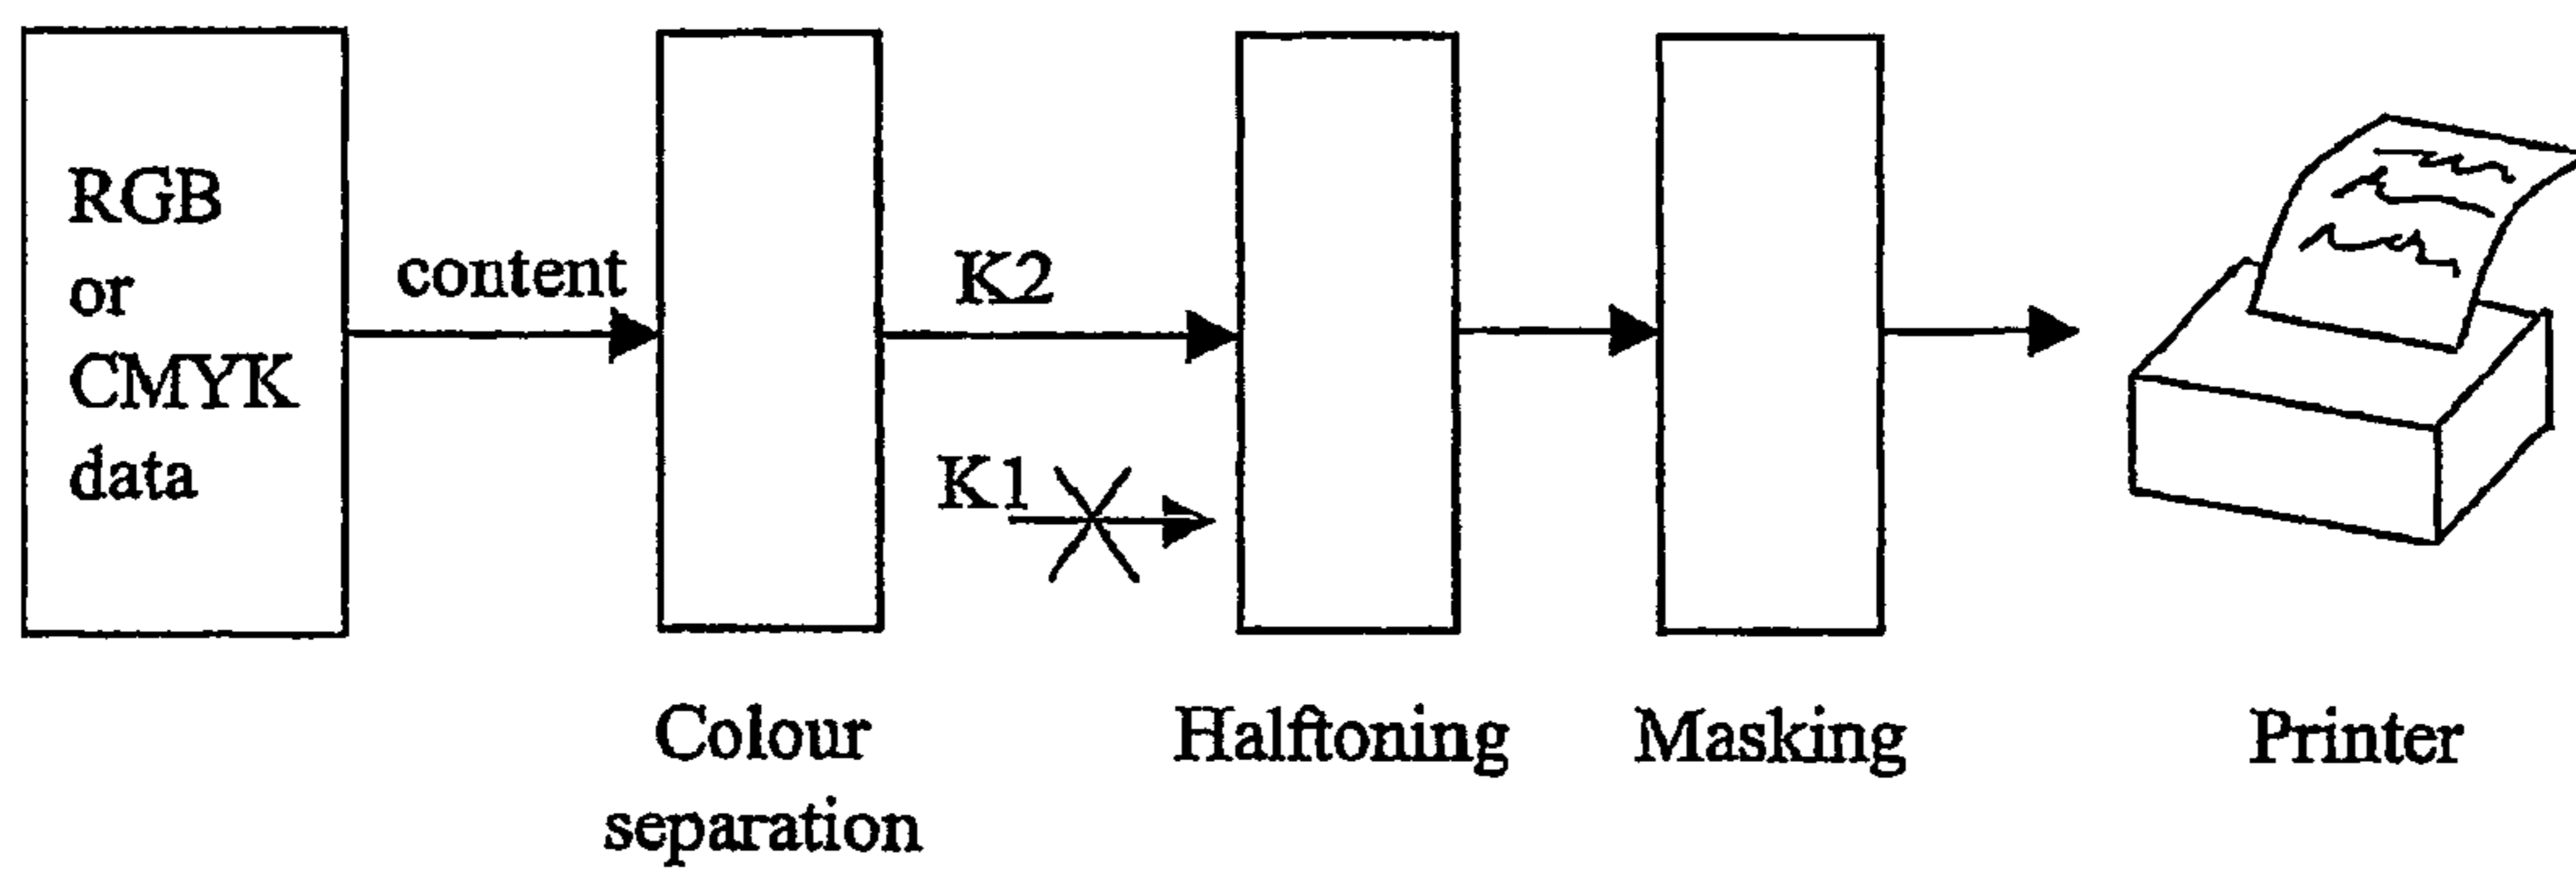 RGB
or
CMYK
data
content
K2
K1
Colour
separation
Halftoning
Masking
Printer